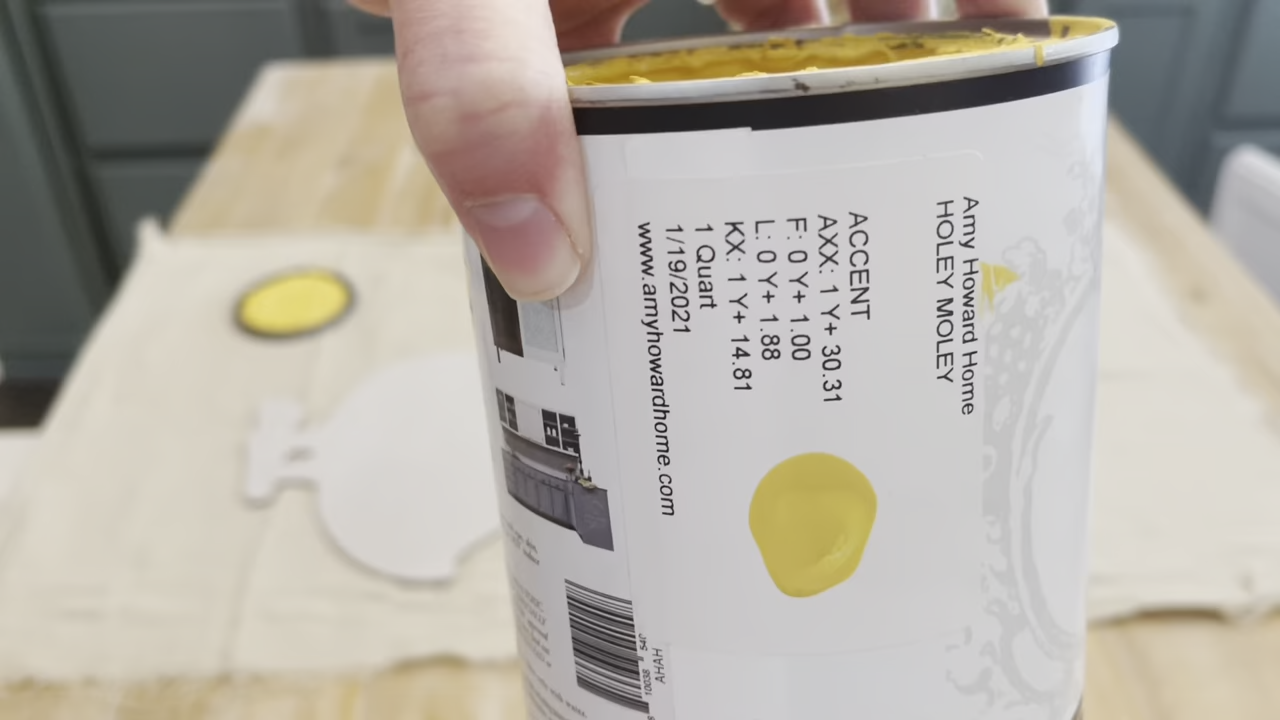 Amy Howard Home
HOLEY MOLEY
ACCENT
AXX: 1 Y+ 30.31
F: 0 Y+ 1.00
L: 0 Y+ 1.88
KX: 1 Y+ 14.81
1 Quart
1/19/2021
www.amyhowardhome.com
AHAH